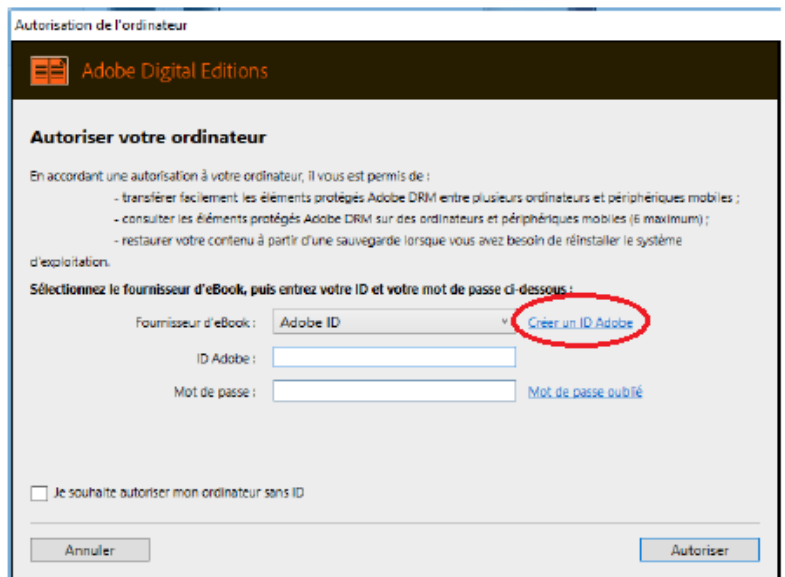 Autorisation de l'ordinateur
Adobe Digital Editions
Autoriser votre ordinateur
En accordant une autorisation à votre ordinateur, il vous est permis de :
- transférer facilement les éléments protégés Adobe DRM entre plusieurs ordinateurs et périphériques mobiles ;
- consulter les éléments protégés Adobe DRM sur des ordinateurs et périphériques mobiles (6 maximum) ;
- restaurer votre contenu à partir d'une sauvegarde lorsque vous avez besoin de réinstaller le système
d'exploitation.
Sélectionnez le fournisseur d'eBook, puis entrez votre ID et votre mot de passe ci-dessous :
Fournisseur d'eBook : Adobe ID Créer un ID Adobe
ID Adobe :
Mot de passe : Mot de passe oublié
Je souhaite autoriser mon ordinateur sans ID
Annuler Autoriser